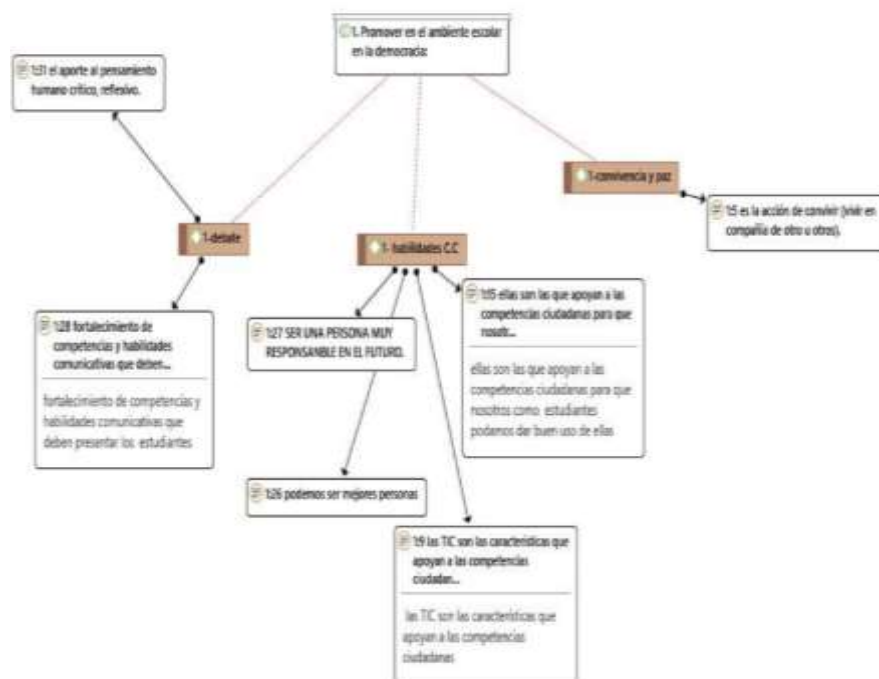 1. Promover en el ambiente escolar
en la democracia:
1:31 el aporte al pensamiento
humano crítico, reflexivo.
1-convivencia y paz
1:5 es la acción de convivir (vivir en
compañía de otro u otros).
1-debate
1- habilidades C.C
1:28 fortalecimiento de
competencias y habilidades
comunicativas que deben...
fortalecimiento de competencias y
habilidades comunicativas que
deben presentar los estudiantes
1:27 SER UNA PERSONA MUY
RESPONSANBLE EN EL FUTURO.
1:15 ellas son las que apoyan a las
competencias ciudadanas para que
nosotr...
ellas son las que apoyan a las
competencias ciudadanas para que
nosotros como estudiantes
podamos dar buen uso de ellas
1:26 podemos ser mejores personas
1:9 las TIC son las características que
apoyan a las competencias
ciudadan...
las TIC son las características que
apoyan a las competencias
ciudadanas